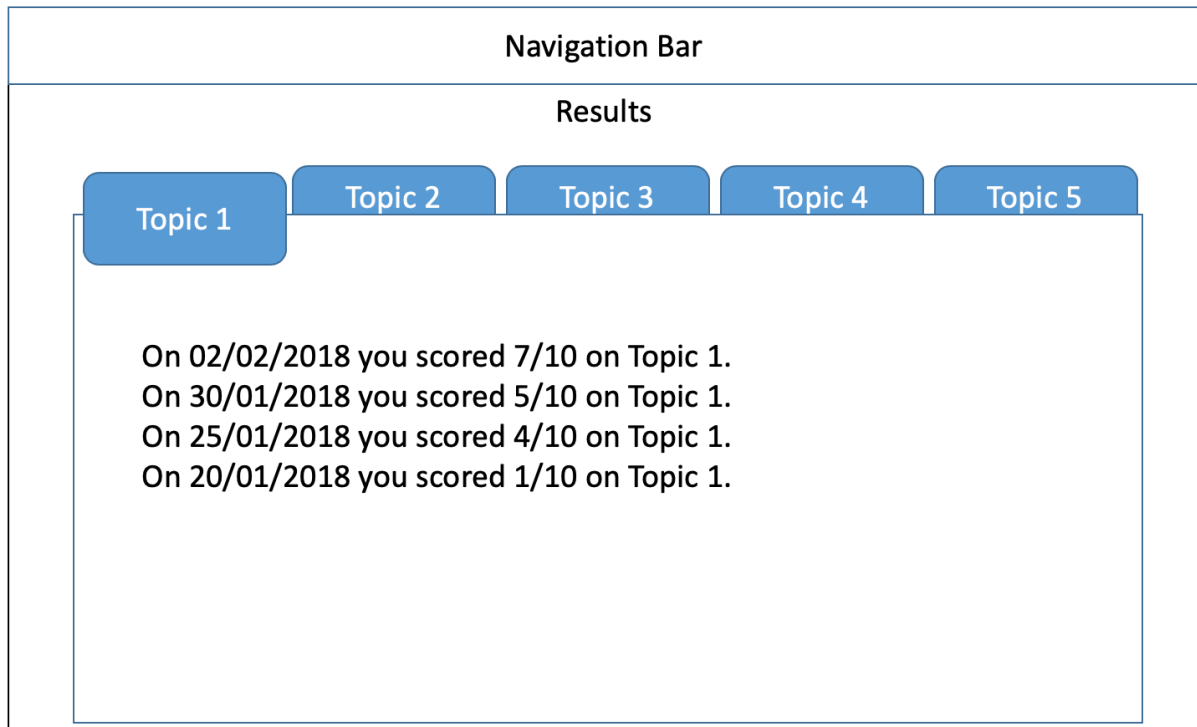 Navigation Bar
Results
Topic 1
Topic 2
Topic 3
Topic 4
Topic 5
On 02/02/2018 you scored 7/10 on Topic 1.
On 30/01/2018 you scored 5/10 on Topic 1.
On 25/01/2018 you scored 4/10 on Topic 1.
On 20/01/2018 you scored 1/10 on Topic 1.